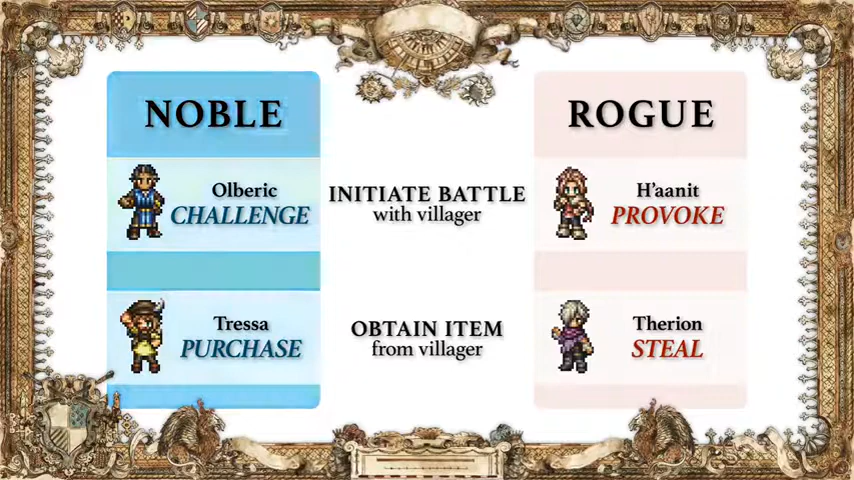 NOBLE
ROGUE
Olberic
CHALLENGE
INITIATE BATTLE
with villager
H'aanit
PROVOKE
Tressa
PURCHASE
OBTAIN ITEM
from villager
Therion
STEAL